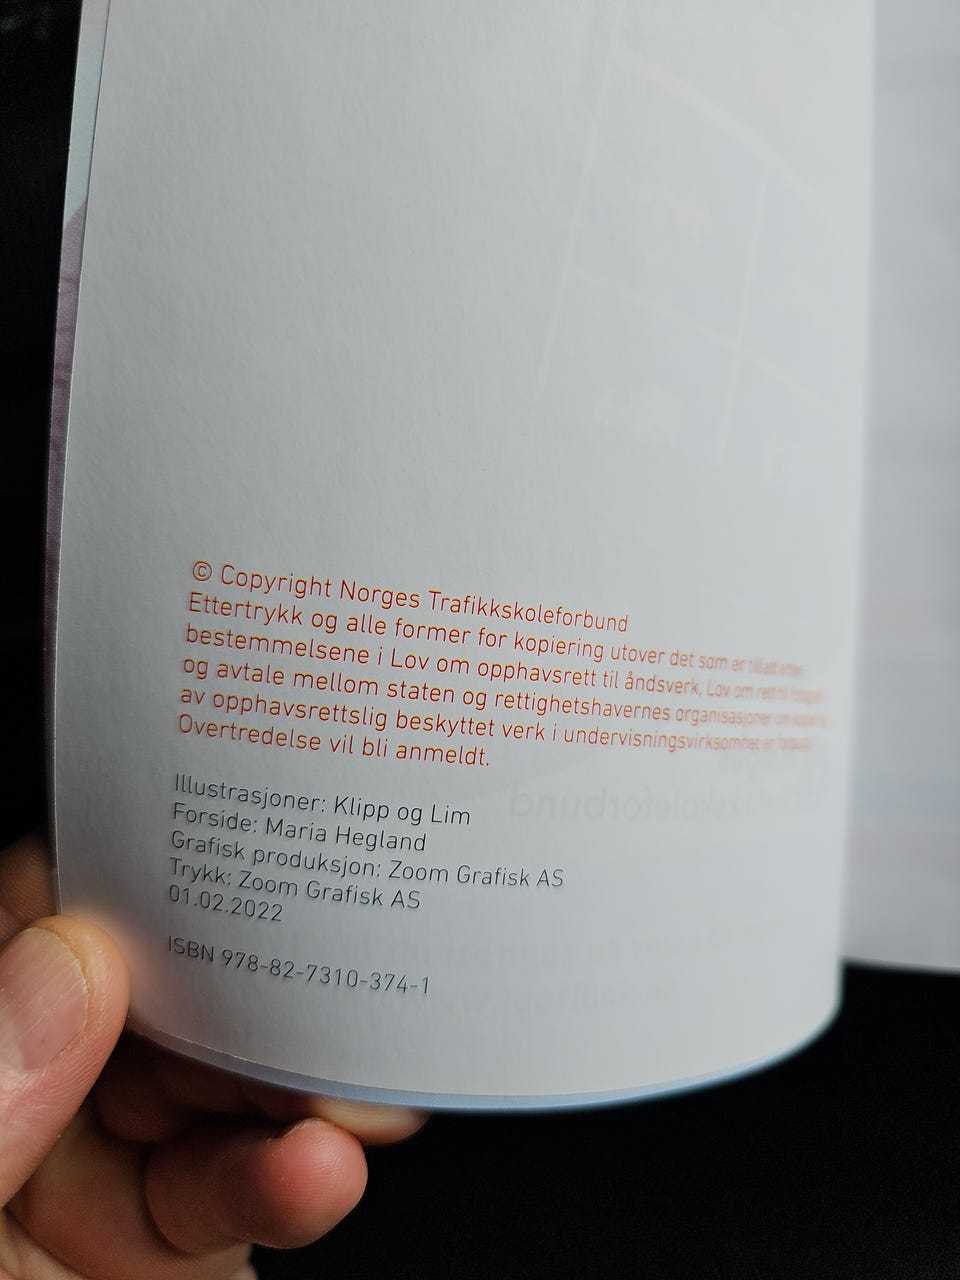 © Copyright Norges Trafikkskoleforbund
Ettertrykk og alle former for kopiering utover det som er tillatt etter
bestemmelsene i Lov om opphavsrett til åndsverk, Lov om rett til
og avtale mellom staten og rettighetshavernes organisasjoner om kopiering
av opphavsrettslig beskyttet verk i undervisningsvirksomhet er forbudt.
Overtredelse vil bli anmeldt.
Illustrasjoner: Klipp og Lim
Forside: Maria Hegland
Grafisk produksjon: Zoom Grafisk AS
Trykk: Zoom Grafisk AS
01.02.2022
ISBN 978-82-7310-374-1